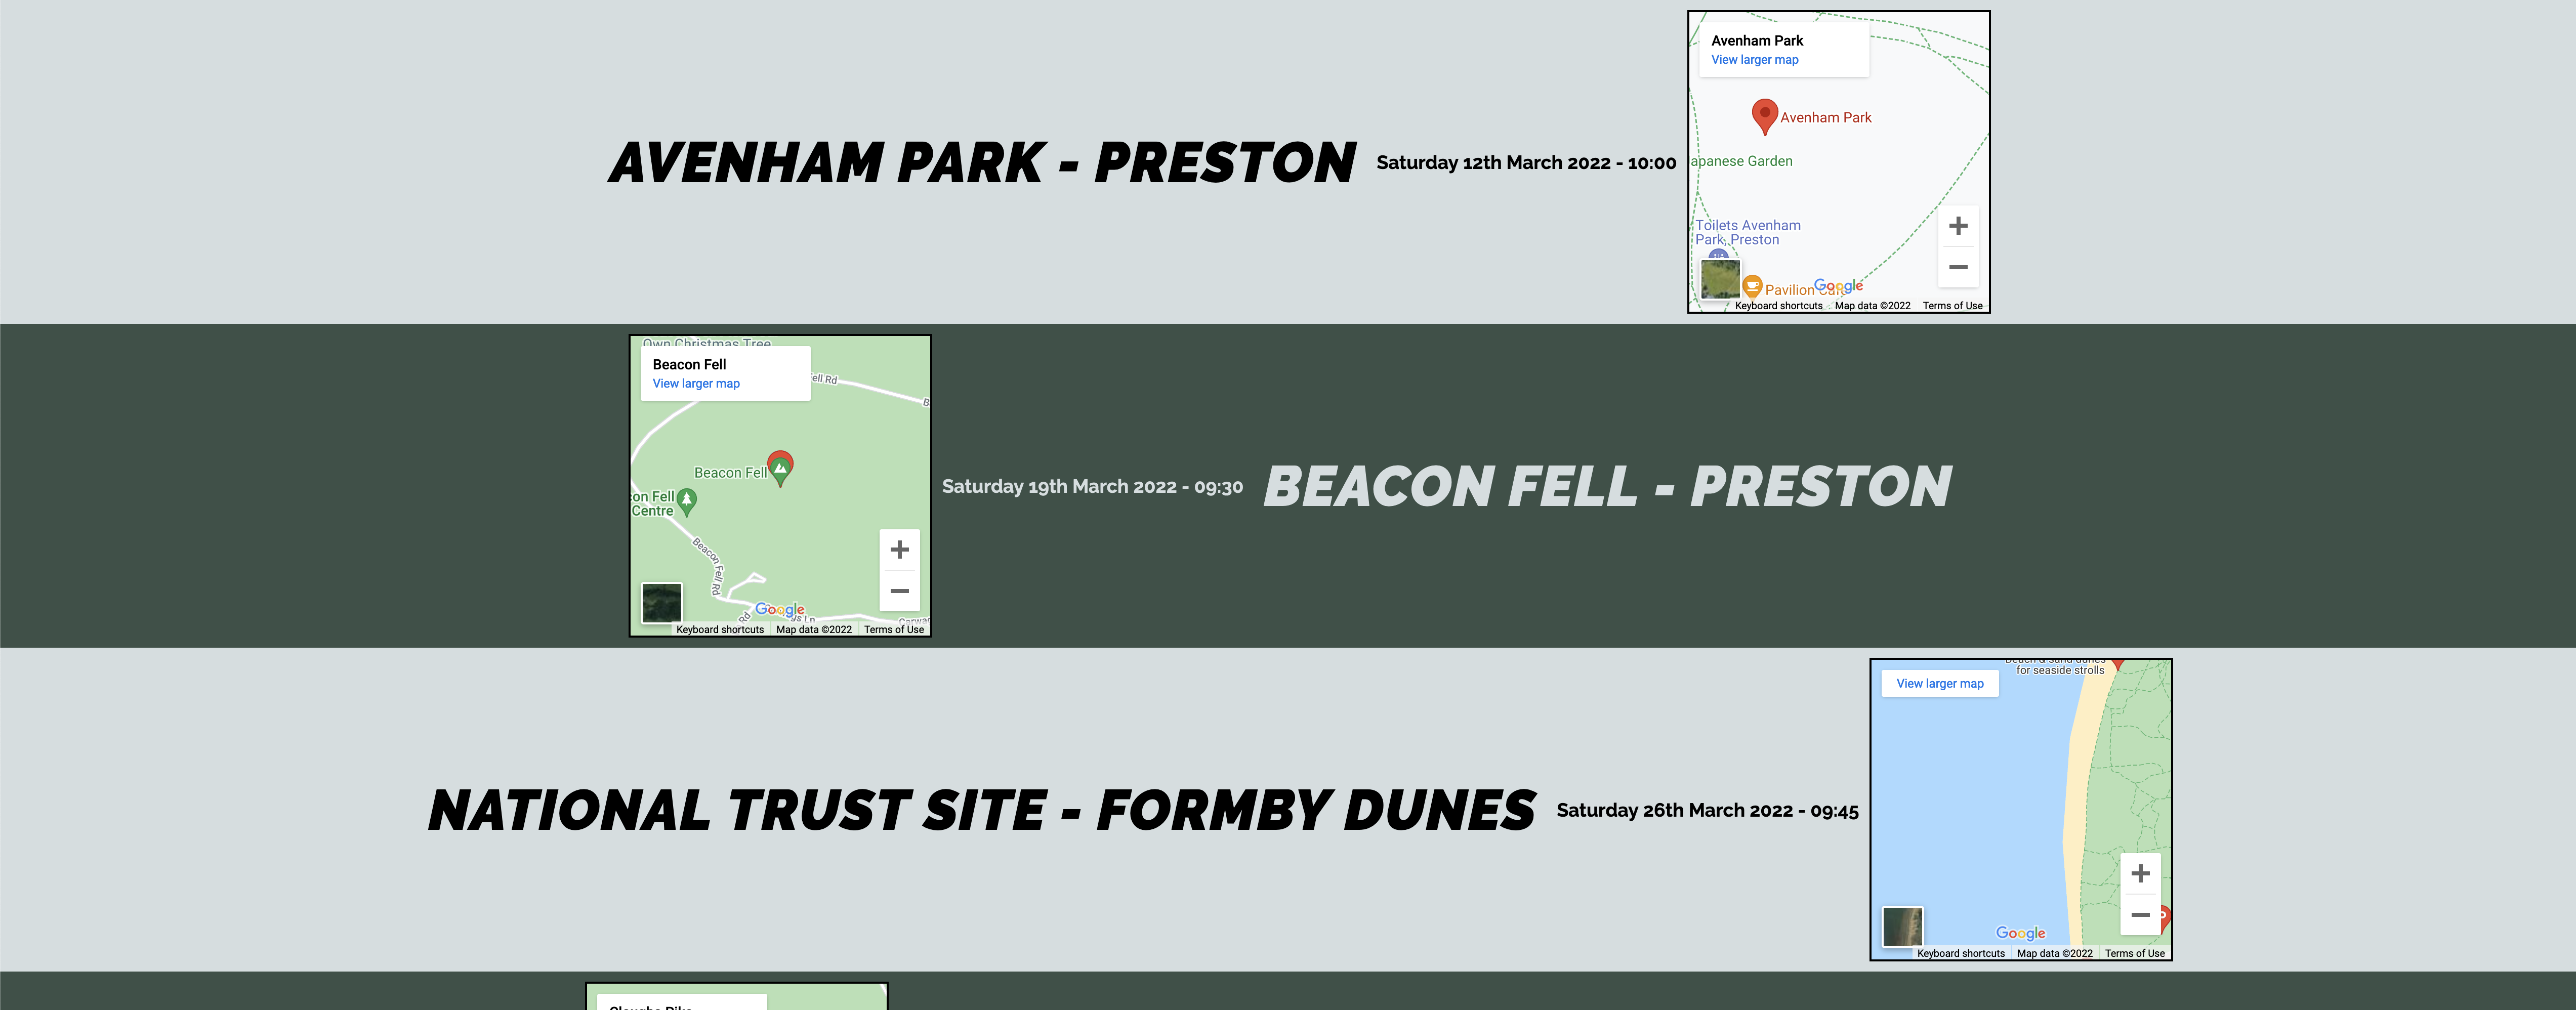 AVENHAM PARK - PRESTON
Saturday 12th March 2022 - 10:00
Avenham Park
View larger map
Avenham Park
apanese Garden
Toilets Avenham
Park, Preston
Pavilion Cafe
Google
Keyboard shortcuts
Map data ©2022
Terms of Use
Own Christmas Tree
Beacon Fell
View larger map
Fell Rd
B
Beacon Fell
con Fell
Centre
Beacon Fell Rd
Rd
gs Ln
Google
Keyboard shortcuts
Map data ©2022
Terms of Use
Saturday 19th March 2022 - 09:30
BEACON FELL - PRESTON
NATIONAL TRUST SITE - FORMBY DUNES
Saturday 26th March 2022 - 09:45
Beach & sand dunes
for seaside strolls
View larger map
Google
Keyboard shortcuts
Map data ©2022
Terms of Use